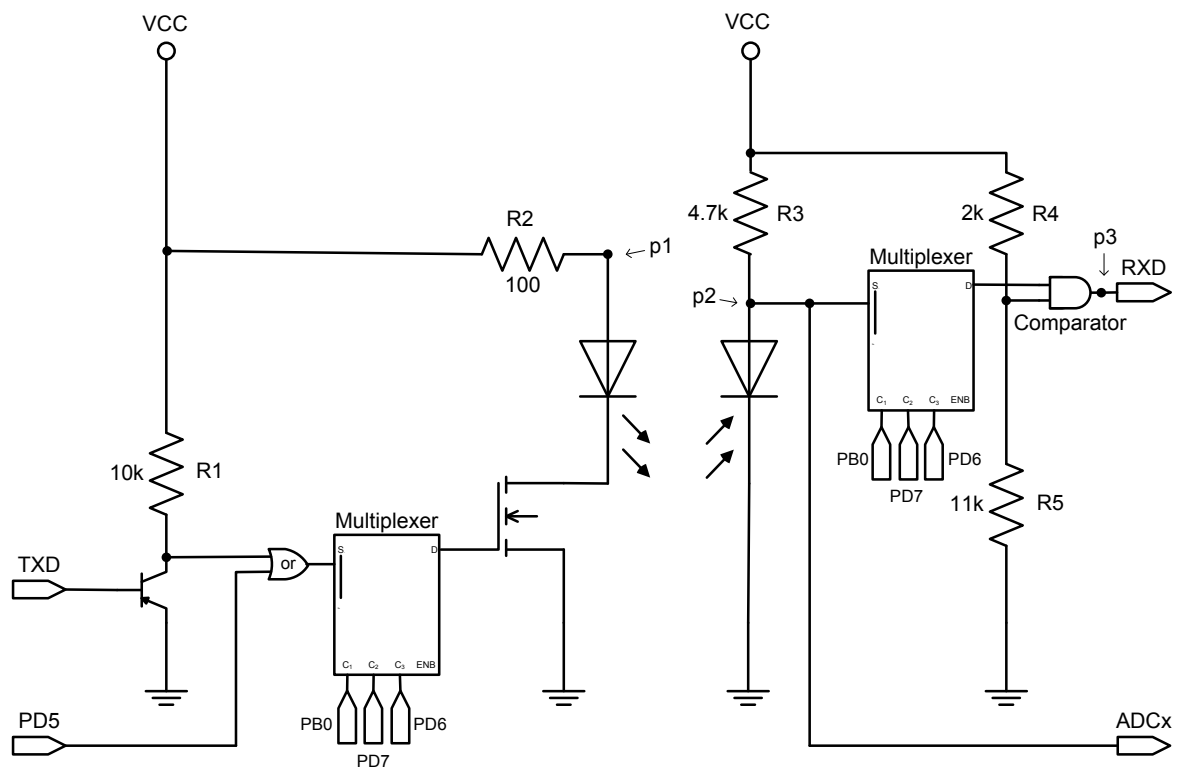 VCC
VCC
R2
100
p1
4.7k
R3
2k
R4
Multiplexer
p3
RXD
p2
S
D
Comparator
C₁ C₂ C₃ ENB
PB0
PD7
PD6
10k
R1
11k
R5
Multiplexer
TXD
or
S
D
C₁ C₂ C₃ ENB
PB0
PD7
PD6
PD5
ADCx